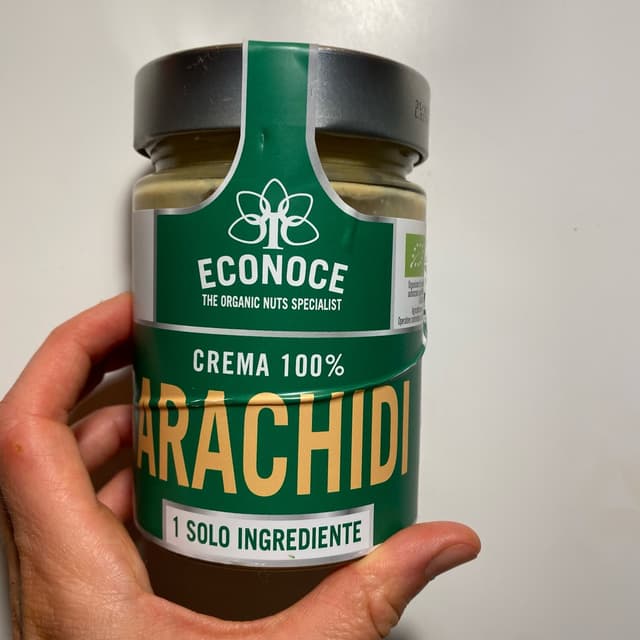 ECONOCE
THE ORGANIC NUTS SPECIALIST
CREMA 100%
ARACHIDI
1 SOLO INGREDIENTE